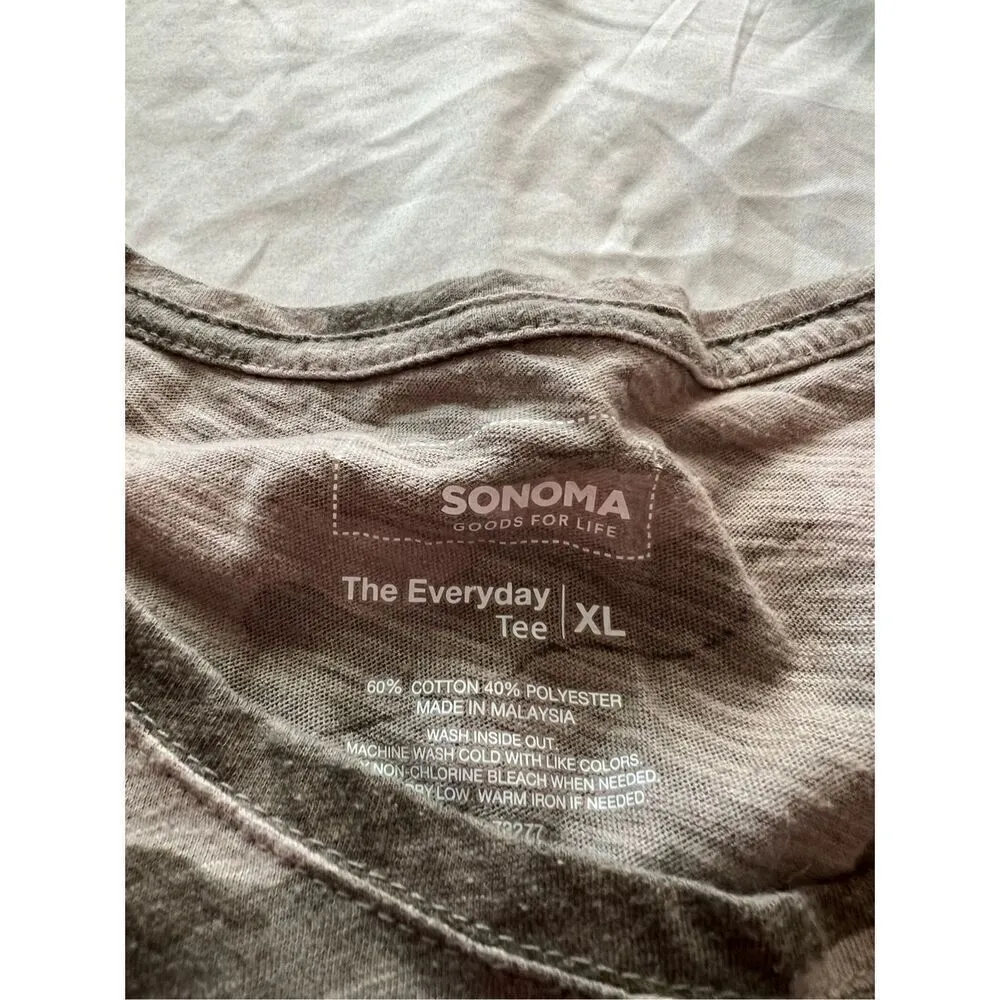 SONOMA
GOODS FOR LIFE
The Everyday
Tee | XL
60% COTTON 40% POLYESTER
MADE IN MALAYSIA
WASH INSIDE OUT.
MACHINE WASH COLD WITH LIKE COLORS.
NON-CHLORINE BLEACH WHEN NEEDED.
DRY LOW. WARM IRON IF NEEDED.